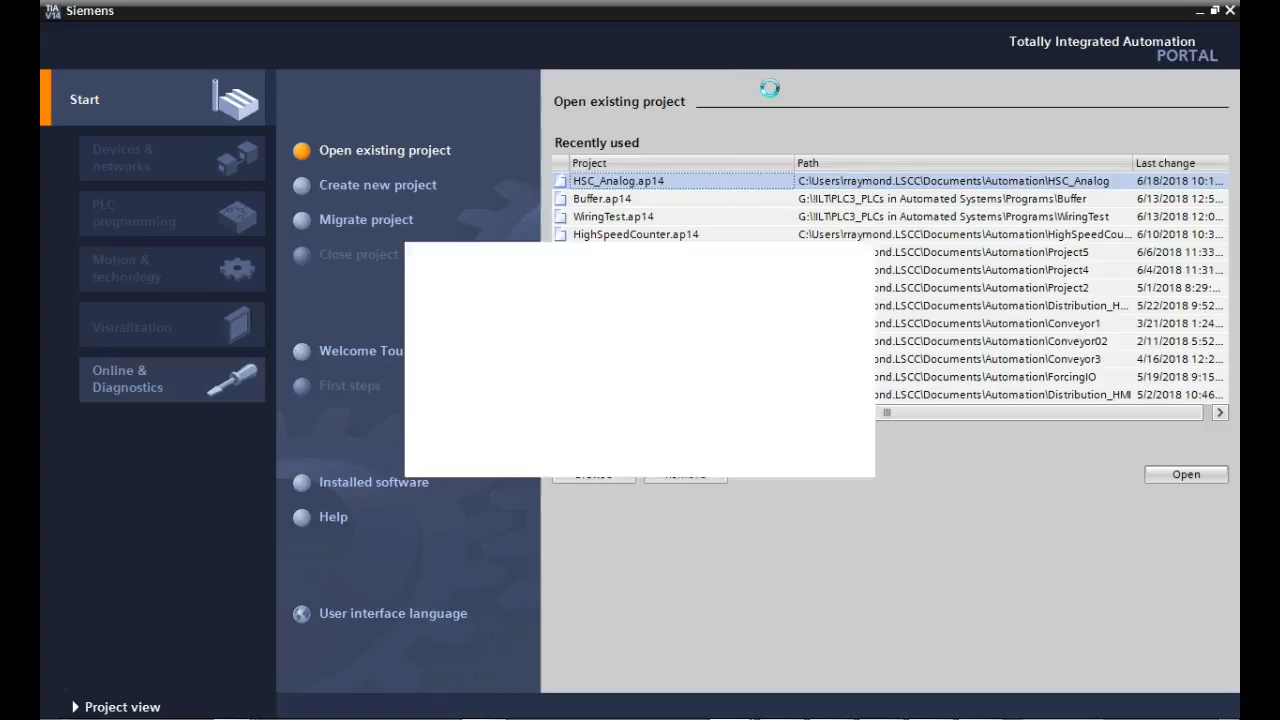 TIA
V14
Siemens
Totally Integrated Automation
PORTAL
Start
Devices &
networks
PLC
programming
Motion &
technology
Visualization
Online &
Diagnostics
Open existing project
Create new project
Migrate project
Close project
Welcome Tou
First steps
Installed software
Help
User interface language
Open existing project
Recently used
Project Path Last change
HSC_Analog.ap14 C:\Users\rraymond.LSCC\Documents\Automation\HSC_Analog 6/18/2018 10:1...
Buffer.ap14 G:\!ILT\PLC3_PLCs in Automated Systems\Programs\Buffer 6/13/2018 12:5...
WiringTest.ap14 G:\!ILT\PLC3_PLCs in Automated Systems\Programs\WiringTest 6/13/2018 12:0...
HighSpeedCounter.ap14 C:\Users\rraymond.LSCC\Documents\Automation\HighSpeedCou... 6/10/2018 10:3...
ond.LSCC\Documents\Automation\Project5 6/6/2018 11:33...
ond.LSCC\Documents\Automation\Project4 6/4/2018 11:31...
ond.LSCC\Documents\Automation\Project2 5/1/2018 8:29:...
ond.LSCC\Documents\Automation\Distribution_H... 5/22/2018 9:52...
ond.LSCC\Documents\Automation\Conveyor1 3/21/2018 1:24...
ond.LSCC\Documents\Automation\Conveyor02 2/11/2018 5:52...
ond.LSCC\Documents\Automation\Conveyor3 4/16/2018 12:2...
ond.LSCC\Documents\Automation\ForcingIO 5/19/2018 9:15...
ond.LSCC\Documents\Automation\Distribution_HMI 5/2/2018 10:46...
Open
Project view